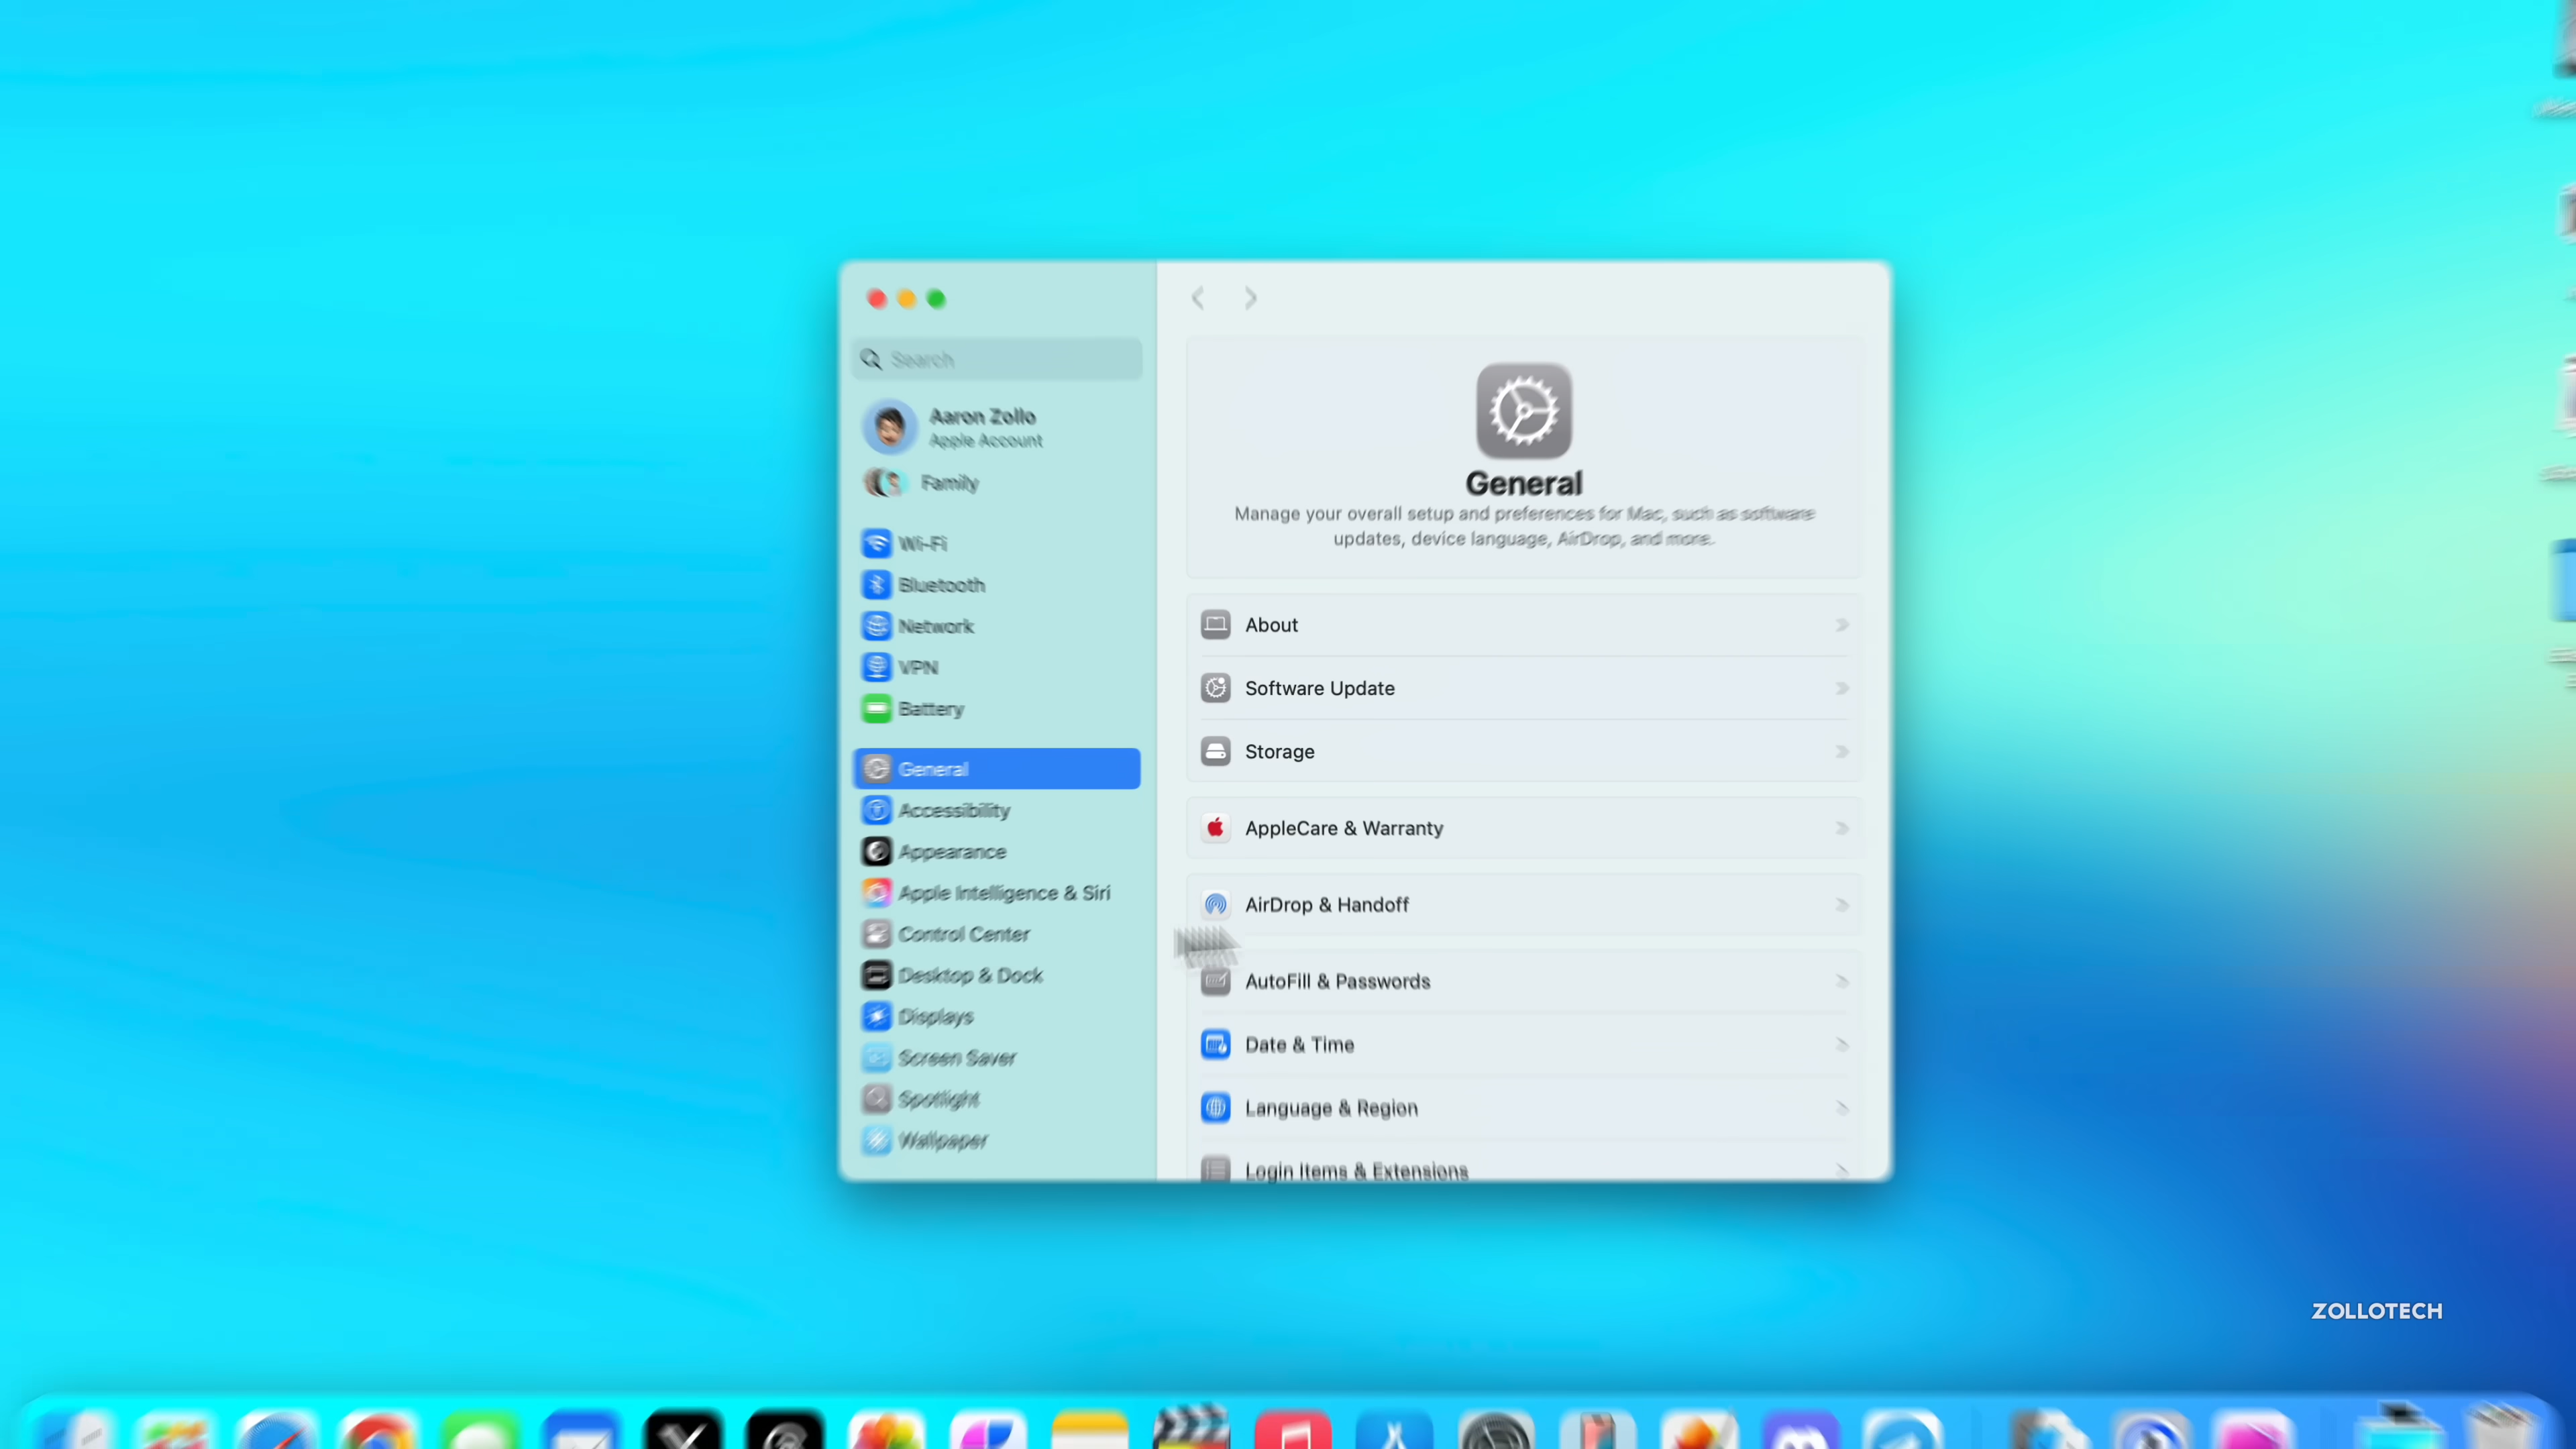 Search
Aaron Zollo
Apple Account
Family
Wi-Fi
Bluetooth
Network
VPN
Battery
General
Accessibility
Appearance
Apple Intelligence & Siri
Control Center
Desktop & Dock
Displays
Screen Saver
Spotlight
Wallpaper
General
Manage your overall setup and preferences for Mac, such as software
updates, device language, AirDrop, and more.
About
Software Update
Storage
AppleCare & Warranty
AirDrop & Handoff
AutoFill & Passwords
Date & Time
Language & Region
Login Items & Extensions
ZOLLOTECH